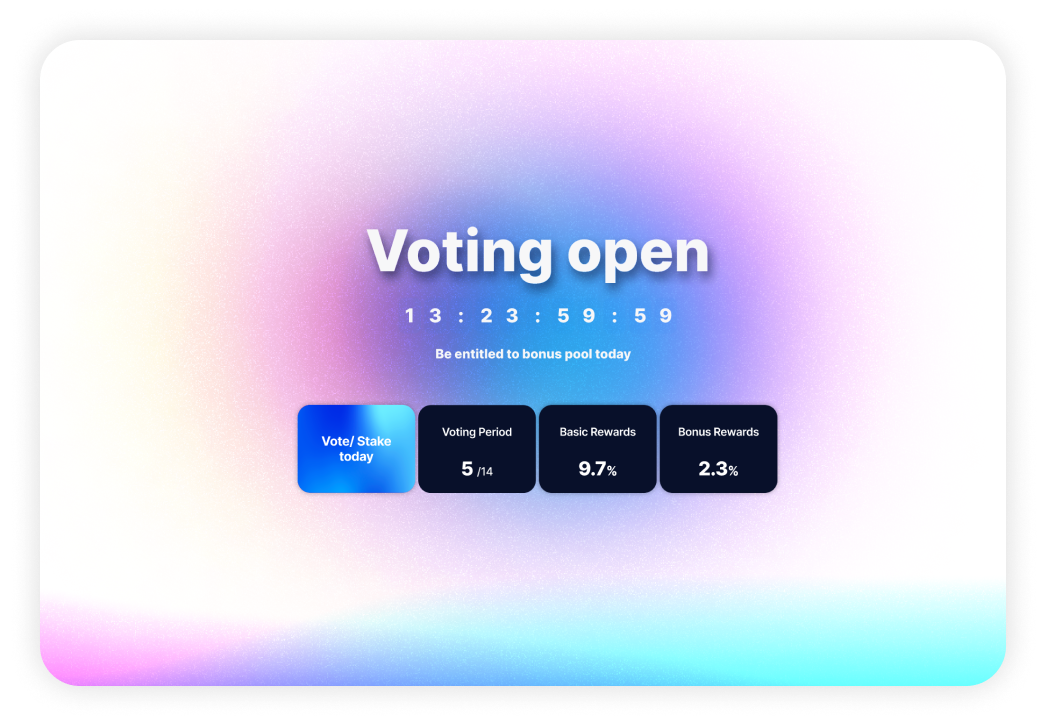 Voting open
13:23:59:59
Be entitled to bonus pool today
Vote/ Stake
today
Voting Period
5 /14
Basic Rewards
9.7%
Bonus Rewards
2.3%